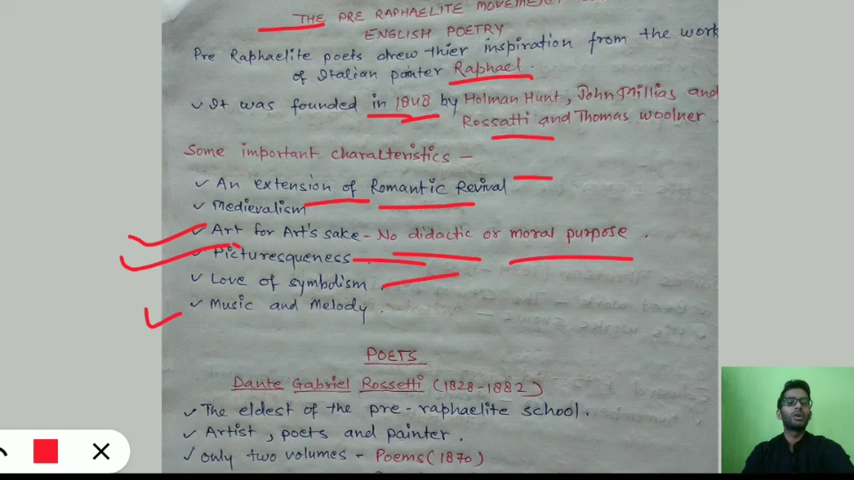 THE PRE RAPHAELITE MOVEMENT
ENGLISH POETRY
Pre Raphaelite poets drew thier inspiration from the work
of Italian painter Raphael.
✓ It was founded in 1848 by Holman Hunt, John Millias and
Rossatti and Thomas Woolner.
Some important characteristics –
✓ An extension of Romantic Revival
✓ Medievalism
✓ Art for Art's sake - No didactic or moral purpose.
✓ Picturesqueness
✓ Love of symbolism.
✓ Music and Melody.
POETS
Dante Gabriel Rossetti (1828-1882)
✓ The eldest of the pre-raphaelite school.
✓ Artist, poets and painter.
✓ only two volumes - Poems (1870)